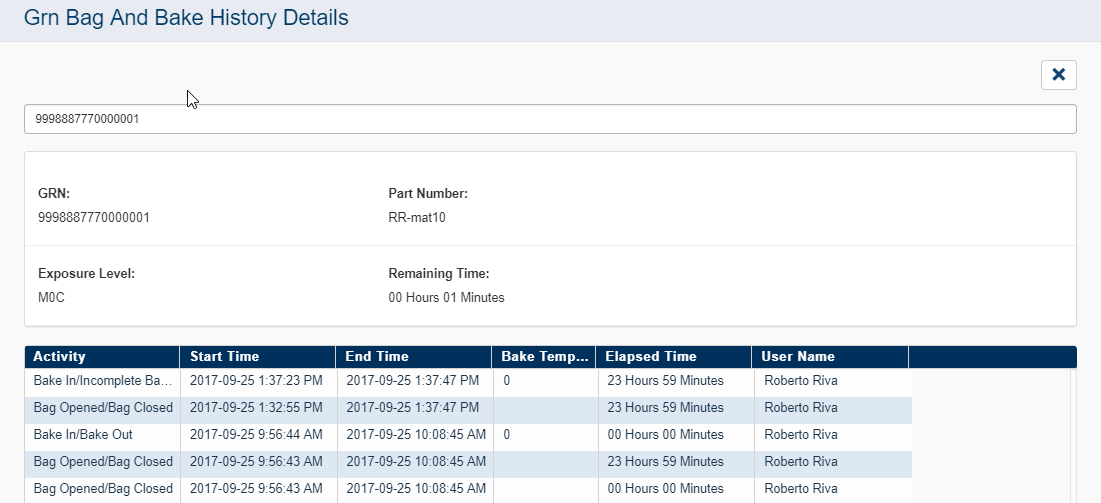 Grn Bag And Bake History Details
9998887770000001
GRN: Part Number:
9998887770000001 RR-mat10
Exposure Level: Remaining Time:
M0C 00 Hours 01 Minutes
Activity Start Time End Time Bake Temp... Elapsed Time User Name
Bake In/Incomplete Ba... 2017-09-25 1:37:23 PM 2017-09-25 1:37:47 PM 0 23 Hours 59 Minutes Roberto Riva
Bag Opened/Bag Closed 2017-09-25 1:32:55 PM 2017-09-25 1:37:47 PM 23 Hours 59 Minutes Roberto Riva
Bake In/Bake Out 2017-09-25 9:56:44 AM 2017-09-25 10:08:45 AM 0 00 Hours 00 Minutes Roberto Riva
Bag Opened/Bag Closed 2017-09-25 9:56:43 AM 2017-09-25 10:08:45 AM 23 Hours 59 Minutes Roberto Riva
Bag Opened/Bag Closed 2017-09-25 9:56:43 AM 2017-09-25 10:08:45 AM 00 Hours 00 Minutes Roberto Riva